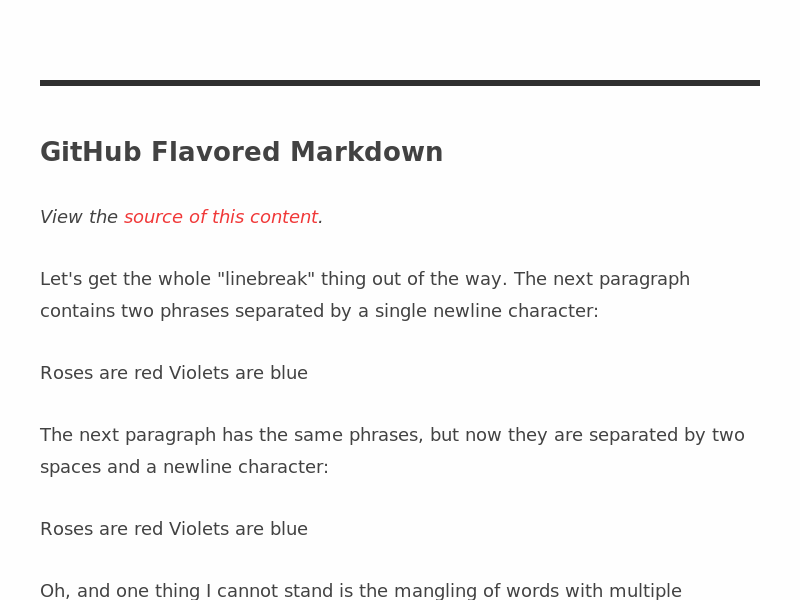 GitHub Flavored Markdown
View the source of this content.
Let's get the whole "linebreak" thing out of the way. The next paragraph
contains two phrases separated by a single newline character:
Roses are red Violets are blue
The next paragraph has the same phrases, but now they are separated by two
spaces and a newline character:
Roses are red Violets are blue
Oh, and one thing I cannot stand is the mangling of words with multiple